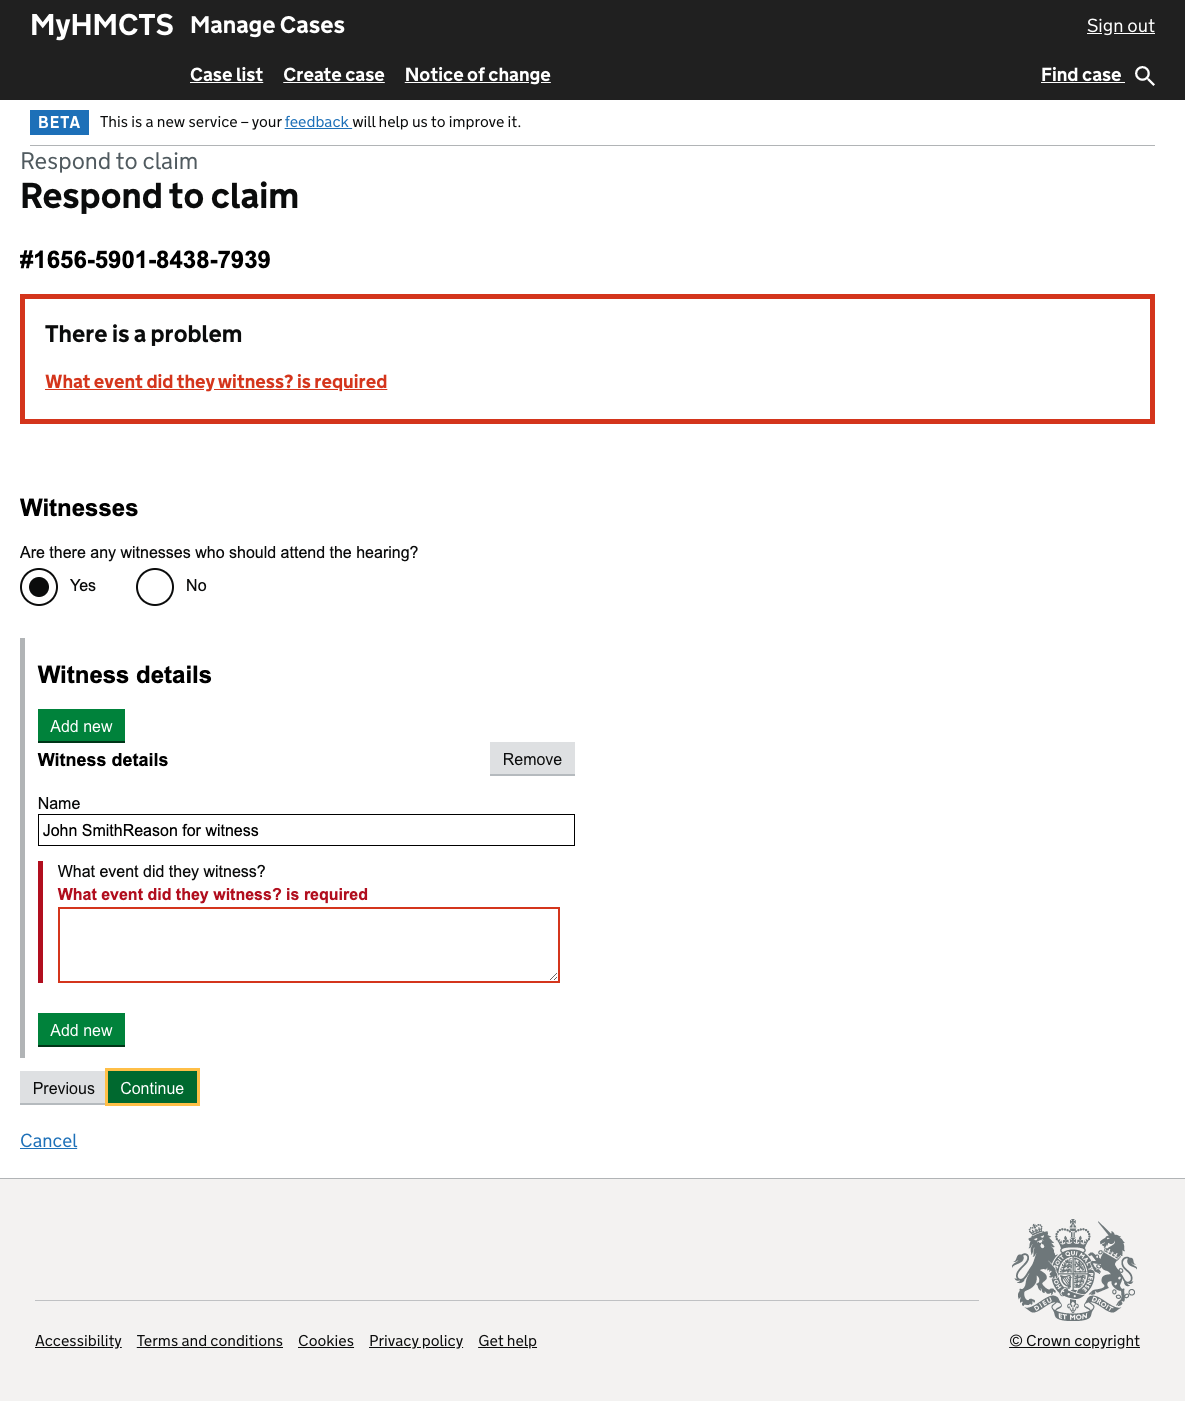 MyHMCTS Manage Cases Sign out
Case list Create case Notice of change Find case
BETA This is a new service – your feedback will help us to improve it.
Respond to claim
Respond to claim
#1656-5901-8438-7939
There is a problem
What event did they witness? is required
Witnesses
Are there any witnesses who should attend the hearing?
Yes No
Witness details
Add new
Witness details Remove
Name
John SmithReason for witness
What event did they witness?
What event did they witness? is required
Add new
Previous Continue
Cancel
DIEU ET MON DROIT
Accessibility Terms and conditions Cookies Privacy policy Get help © Crown copyright